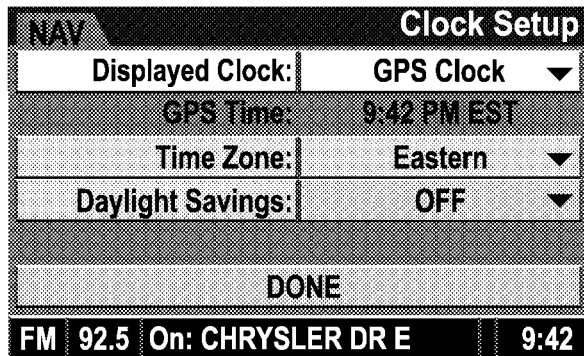 NAV Clock Setup
Displayed Clock: GPS Clock
GPS Time: 9:42 PM EST
Time Zone: Eastern
Daylight Savings: OFF
DONE
FM 92.5 On: CHRYSLER DR E 9:42